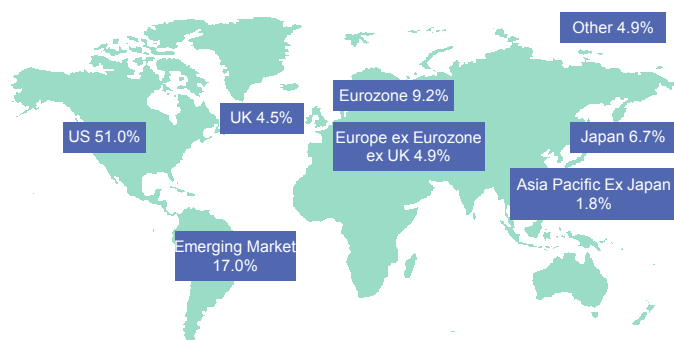 Other 4.9%
Eurozone 9.2%
UK 4.5%
US 51.0%
Europe ex Eurozone
ex UK 4.9%
Japan 6.7%
Asia Pacific Ex Japan
1.8%
Emerging Market
17.0%